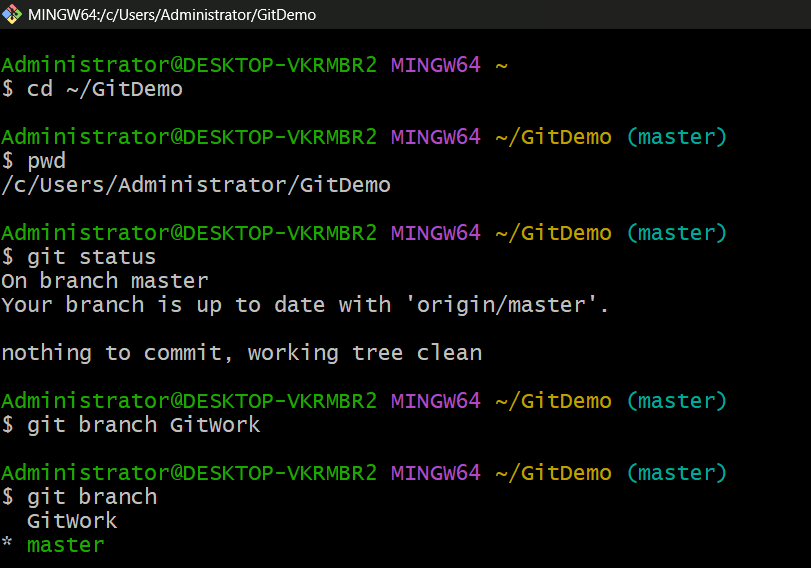 MINGW64:/c/Users/Administrator/GitDemo
Administrator@DESKTOP-VKRMBR2 MINGW64 ~
$ cd ~/GitDemo
Administrator@DESKTOP-VKRMBR2 MINGW64 ~/GitDemo (master)
$ pwd
/c/Users/Administrator/GitDemo
Administrator@DESKTOP-VKRMBR2 MINGW64 ~/GitDemo (master)
$ git status
On branch master
Your branch is up to date with 'origin/master'.
nothing to commit, working tree clean
Administrator@DESKTOP-VKRMBR2 MINGW64 ~/GitDemo (master)
$ git branch GitWork
Administrator@DESKTOP-VKRMBR2 MINGW64 ~/GitDemo (master)
$ git branch
  GitWork
* master